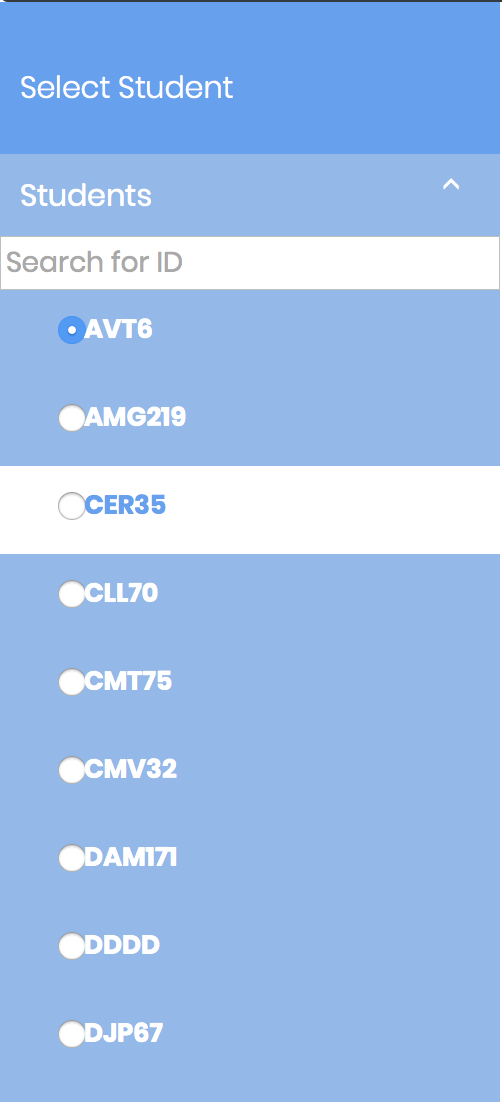 Select Student
Students
Search for ID
AVT6
AMG219
CER35
CLL70
CMT75
CMV32
DAM171
DDDD
DJP67